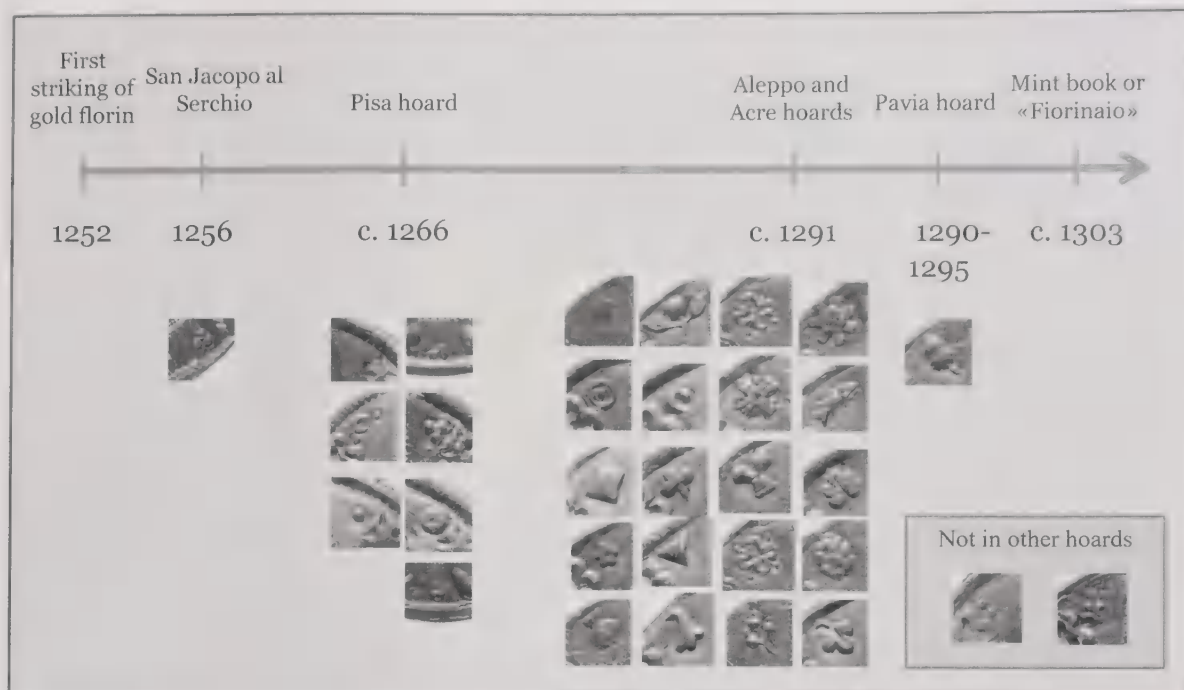 First
striking of
gold florin
San Jacopo al
Serchio
Pisa hoard
Aleppo and
Acre hoards
Pavia hoard
Mint book or
«Fiorinaio»
1252
1256
c. 1266
c. 1291
1290-
1295
c. 1303
Not in other hoards